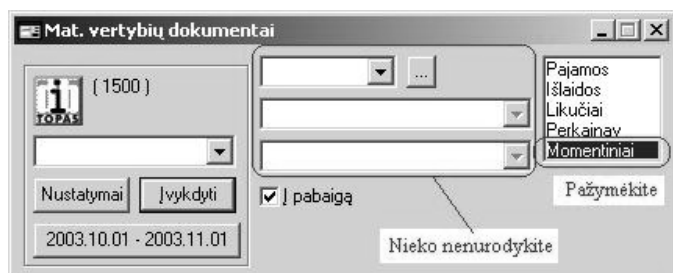 Mat. vertybių dokumentai
( 1500 )
TOPAS
Nustatymai
Įvykdyti
2003.10.01 - 2003.11.01
...
Į pabaigą
Pajamos
Išlaidos
Likučiai
Perkainav
Momentiniai
Pažymėkite
Nieko nenurodykite